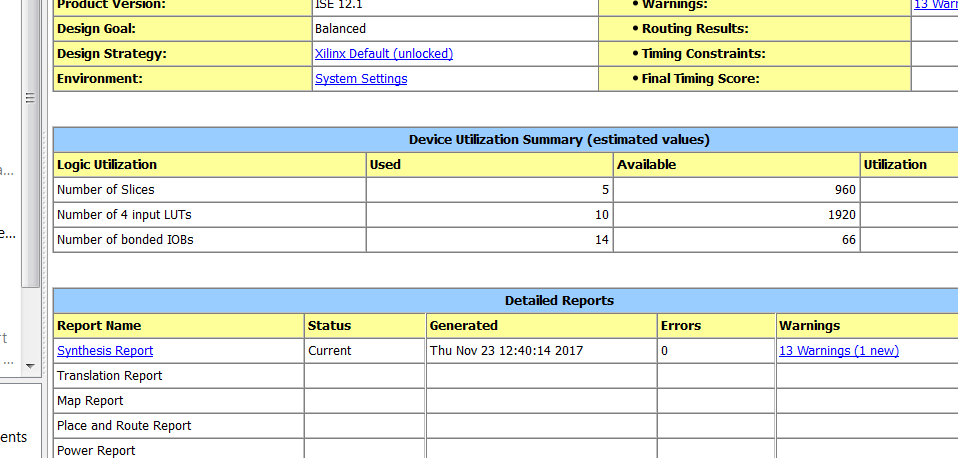 Product Version: ISE 12.1 • Warnings: 13 Warn
Design Goal: Balanced • Routing Results:
Design Strategy: Xilinx Default (unlocked) • Timing Constraints:
Environment: System Settings • Final Timing Score:
Device Utilization Summary (estimated values)
Logic Utilization Used Available Utilization
a...
Number of Slices 5 960
Number of 4 input LUTs 10 1920
e...
Number of bonded IOBs 14 66
Detailed Reports
Report Name Status Generated Errors Warnings
rt
Synthesis Report Current Thu Nov 23 12:40:14 2017 0 13 Warnings (1 new)
...
Translation Report
Map Report
Place and Route Report
ents
Power Report